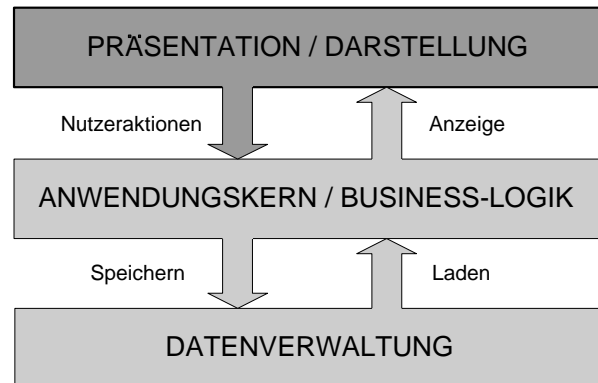 PRÄSENTATION / DARSTELLUNG
Nutzeraktionen
Anzeige
ANWENDUNGSKERN / BUSINESS-LOGIK
Speichern
Laden
DATENVERWALTUNG